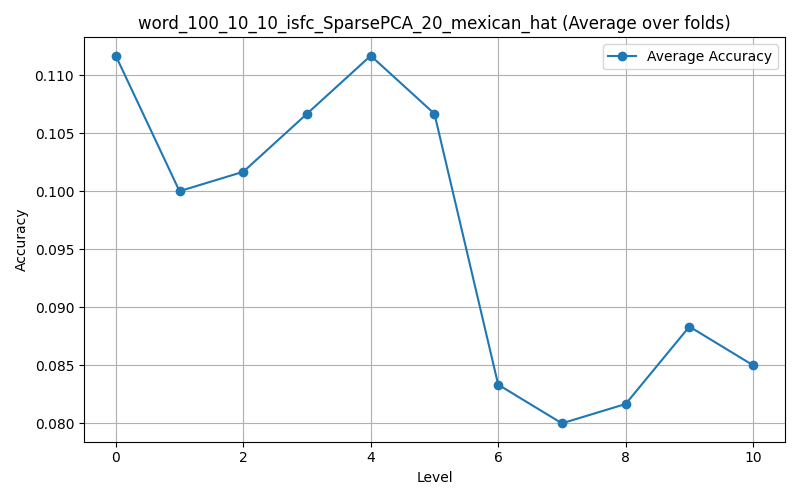 word_100_10_10_isfc_SparsePCA_20_mexican_hat (Average over folds)
Average Accuracy
0.110
0.105
0.100
0.095
0.090
0.085
0.080
Accuracy
0 2 4 6 8 10
Level